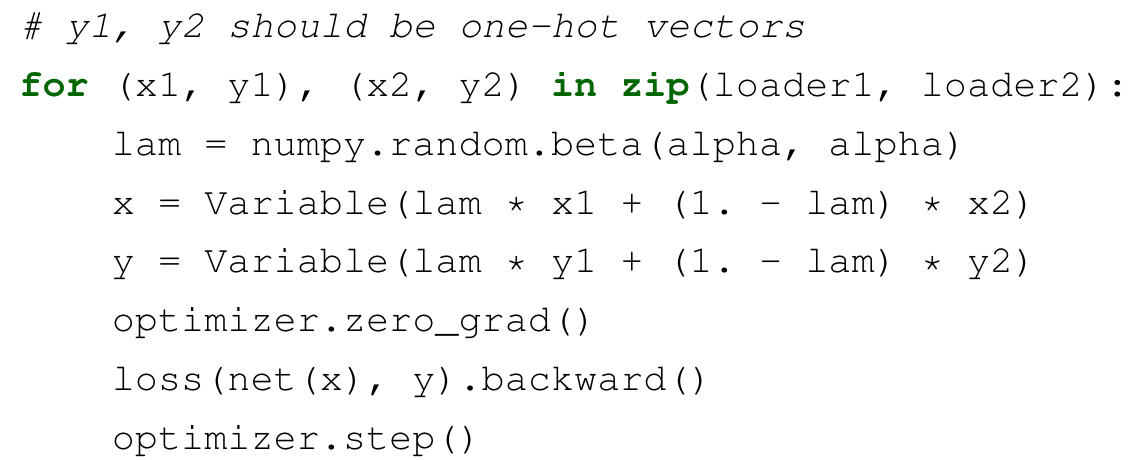 # y1, y2 should be one-hot vectors
for (x1, y1), (x2, y2) in zip(loader1, loader2):
    lam = numpy.random.beta(alpha, alpha)
    x = Variable(lam * x1 + (1. - lam) * x2)
    y = Variable(lam * y1 + (1. - lam) * y2)
    optimizer.zero_grad()
    loss(net(x), y).backward()
    optimizer.step()